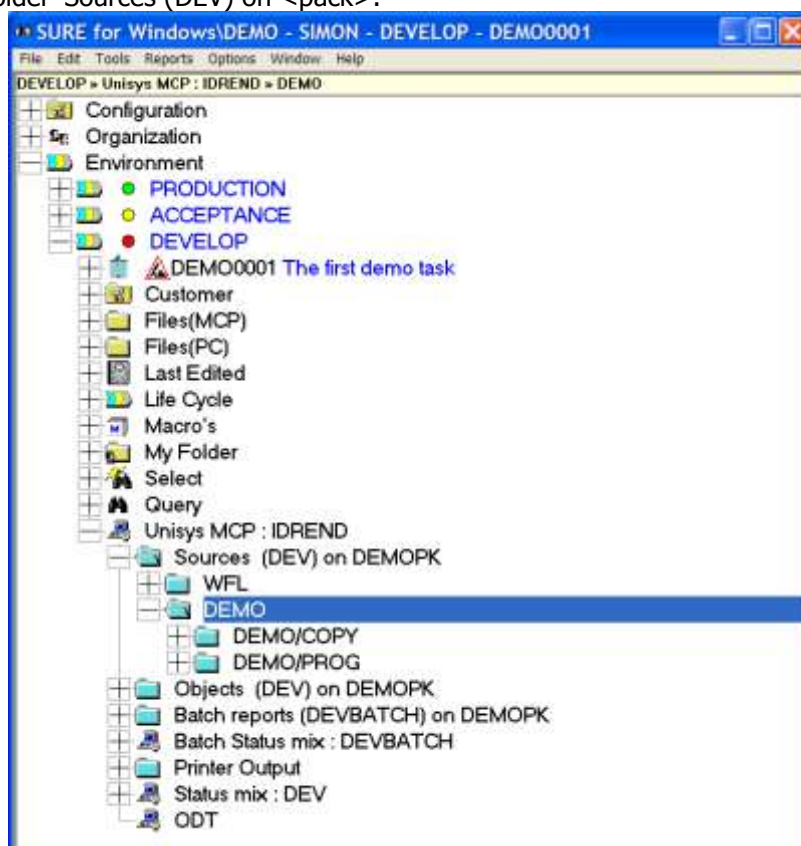 older Sources (DEV) on <pack>.
SURE for Windows\DEMO - SIMON - DEVELOP - DEMO0001
File Edit Tools Reports Options Window Help
DEVELOP » Unisys MCP : IDREND » DEMO
Configuration
Organization
Environment
PRODUCTION
ACCEPTANCE
DEVELOP
DEMO0001 The first demo task
Customer
Files(MCP)
Files(PC)
Last Edited
Life Cycle
Macro's
My Folder
Select
Query
Unisys MCP : IDREND
Sources (DEV) on DEMOPK
WFL
DEMO
DEMO/COPY
DEMO/PROG
Objects (DEV) on DEMOPK
Batch reports (DEVBATCH) on DEMOPK
Batch Status mix : DEVBATCH
Printer Output
Status mix : DEV
ODT